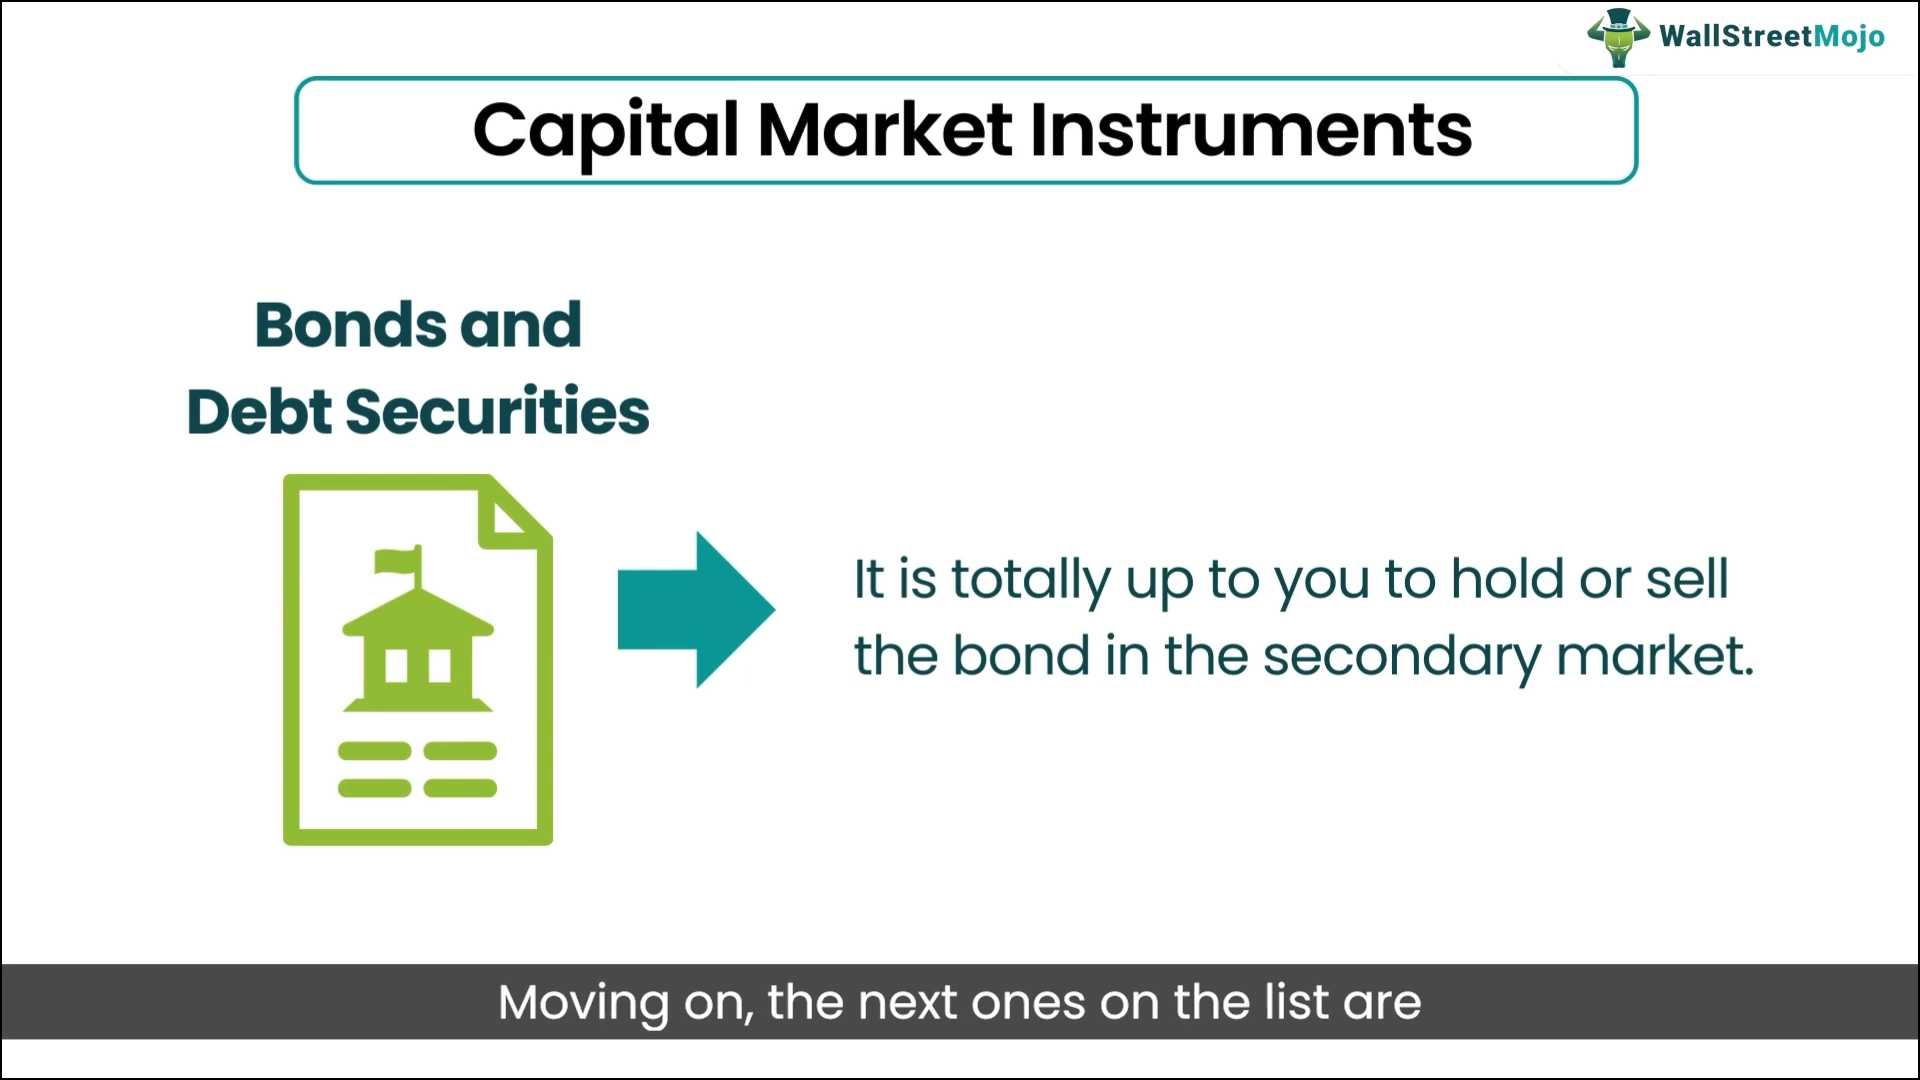 WallStreetMojo
Capital Market Instruments
Bonds and
Debt Securities
It is totally up to you to hold or sell
the bond in the secondary market.
Moving on, the next ones on the list are